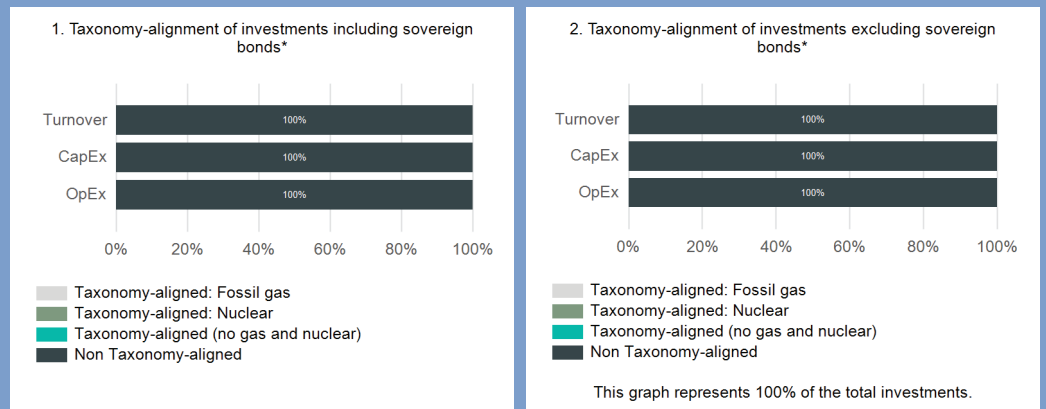 1. Taxonomy-alignment of investments including sovereign
bonds*
Turnover
100%
CapEx
100%
OpEx
100%
0% 20% 40% 60% 80% 100%
Taxonomy-aligned: Fossil gas
Taxonomy-aligned: Nuclear
Taxonomy-aligned (no gas and nuclear)
Non Taxonomy-aligned
2. Taxonomy-alignment of investments excluding sovereign
bonds*
Turnover
100%
CapEx
100%
OpEx
100%
0% 20% 40% 60% 80% 100%
Taxonomy-aligned: Fossil gas
Taxonomy-aligned: Nuclear
Taxonomy-aligned (no gas and nuclear)
Non Taxonomy-aligned
This graph represents 100% of the total investments.